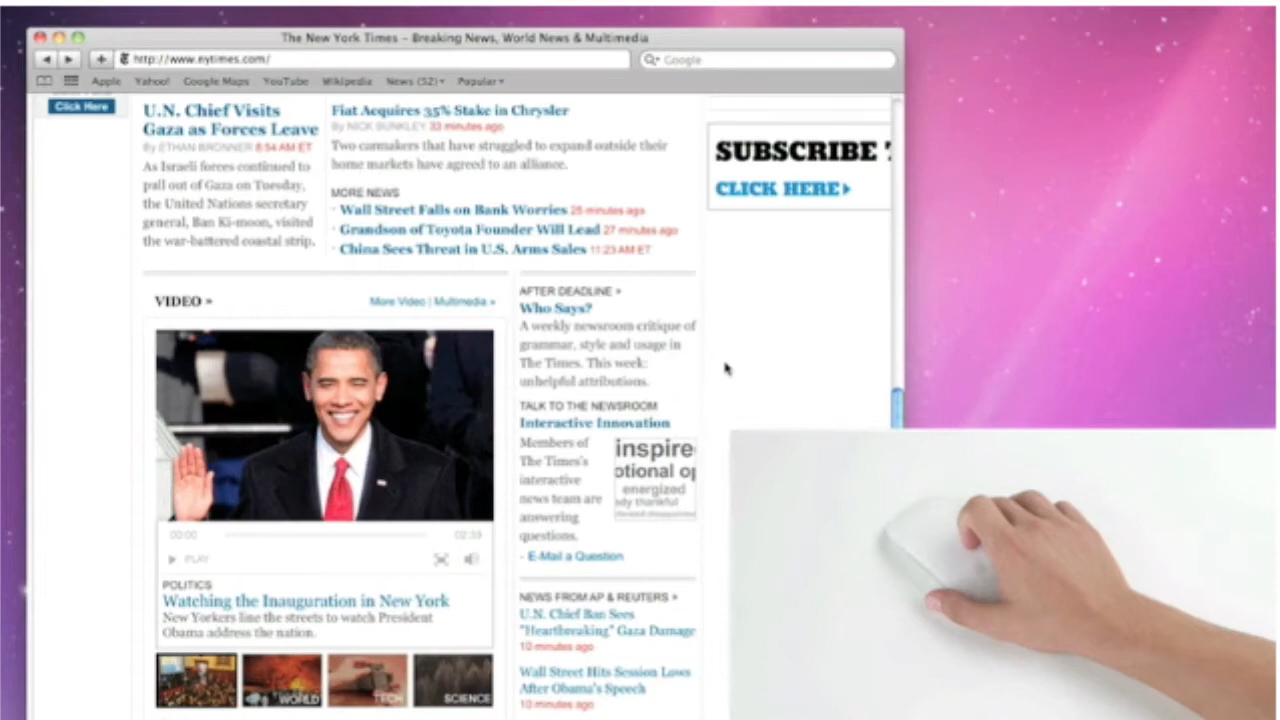 The New York Times – Breaking News, World News & Multimedia
http://www.nytimes.com/
Google
Apple Yahoo! Google Maps YouTube Wikipedia News (52) Popular
Click Here
U.N. Chief Visits
Gaza as Forces Leave
By ETHAN BRONNER 8:54 AM ET
As Israeli forces continued to
pull out of Gaza on Tuesday,
the United Nations secretary
general, Ban Ki-moon, visited
the war-battered coastal strip.
Fiat Acquires 35% Stake in Chrysler
By NICK BUNKLEY 33 minutes ago
Two carmakers that have struggled to expand outside their
home markets have agreed to an alliance.
MORE NEWS
Wall Street Falls on Bank Worries 25 minutes ago
Grandson of Toyota Founder Will Lead 27 minutes ago
China Sees Threat in U.S. Arms Sales 11:23 AM ET
SUBSCRIBE
CLICK HERE
VIDEO »
More Video | Multimedia »
00:00 02:39
PLAY
POLITICS
Watching the Inauguration in New York
New Yorkers line the streets to watch President
Obama address the nation.
WORLD
TECH
SCIENCE
AFTER DEADLINE »
Who Says?
A weekly newsroom critique of
grammar, style and usage in
The Times. This week:
unhelpful attributions.
TALK TO THE NEWSROOM
Interactive Innovation
Members of
The Times's
interactive
news team are
answering
questions.
inspire
otional op
energized
dy thankful
- E-Mail a Question
NEWS FROM AP & REUTERS »
U.N. Chief Ban Sees
"Heartbreaking" Gaza Damage
10 minutes ago
Wall Street Hits Session Lows
After Obama's Speech
10 minutes ago